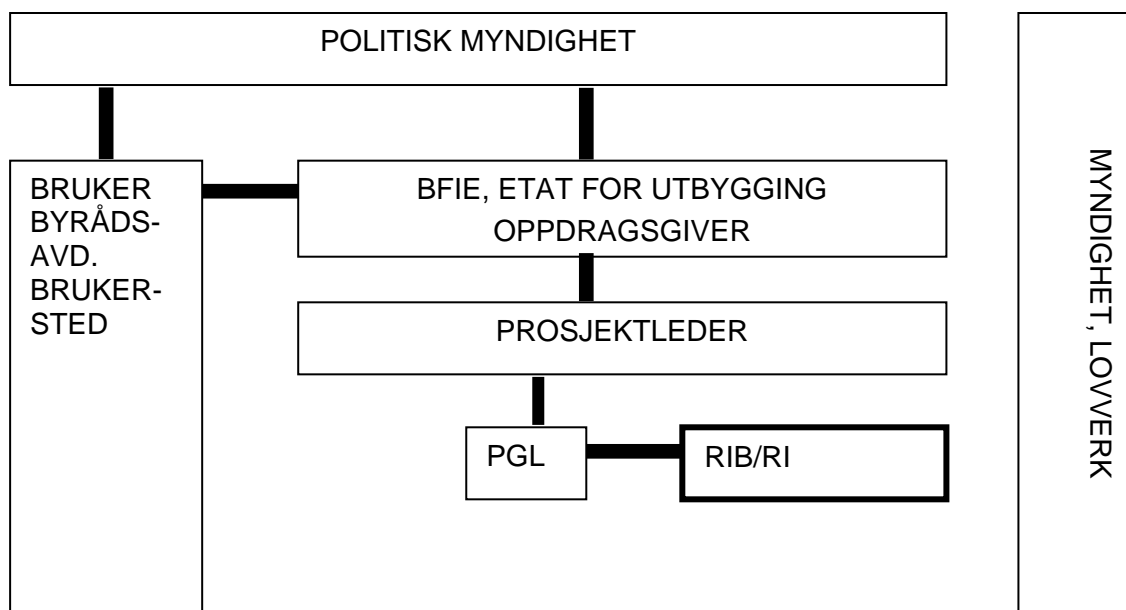 POLITISK MYNDIGHET
BRUKER
BYRÅDS-
AVD.
BRUKER-
STED
BFIE, ETAT FOR UTBYGGING
OPPDRAGSGIVER
PROSJEKTLEDER
PGL
RIB/RI
MYNDIGHET, LOVVERK